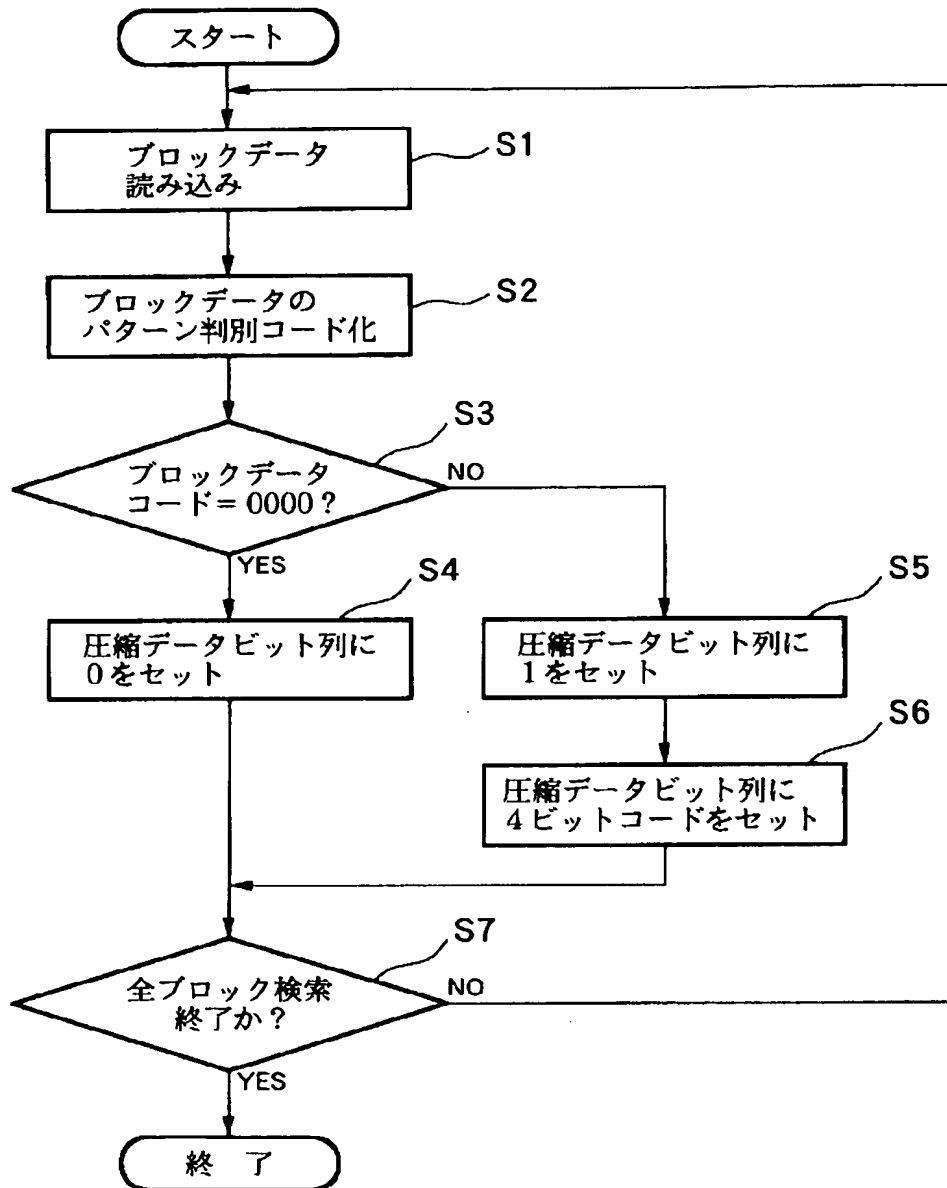 スタート
ブロックデータ
読み込み
S1
ブロックデータの
パターン判別コード化
S2
ブロックデータ
コード=0000?
S3
NO
YES
圧縮データビット列に
0をセット
S4
圧縮データビット列に
1をセット
S5
圧縮データビット列に
4ビットコードをセット
S6
全ブロック検索
終了か?
S7
NO
YES
終 了